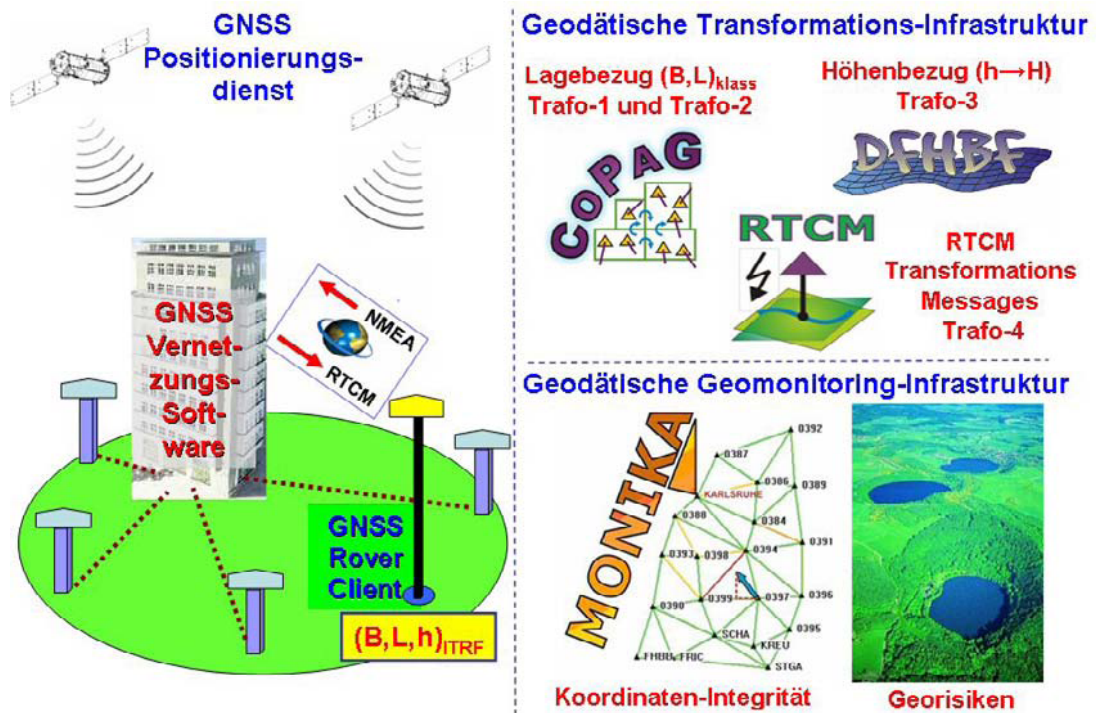 GNSS
Positionierungs-
dienst
GNSS
Vernet-
zungs-
Soft-
ware
NMEA
RTCM
GNSS
Rover
Client
(B,L,h)ITRF
Geodätische Transformations-Infrastruktur
Lagebezug (B,L)klass
Trafo-1 und Trafo-2
Höhenbezug (h→H)
Trafo-3
CoPAG
DFHBF
RTCM
RTCM
Transformations
Messages
Trafo-4
Geodätische Geomonitoring-Infrastruktur
MONIKA
0392
0387
0386
0389
KARLSRUHE
0388
0384
0391
0393
0398
0394
0399
0397
0396
0390
0395
SCHA
KREU
FHBB
FRIC
STGA
Koordinaten-Integrität
Georisiken